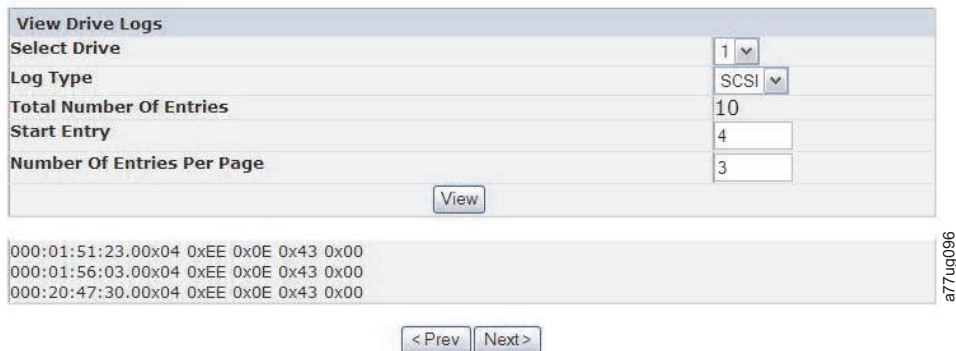 View Drive Logs
Select Drive 1
Log Type SCSI
Total Number Of Entries 10
Start Entry 4
Number Of Entries Per Page 3
View
000:01:51:23.00x04 0xEE 0x0E 0x43 0x00
000:01:56:03.00x04 0xEE 0x0E 0x43 0x00
000:20:47:30.00x04 0xEE 0x0E 0x43 0x00
a77ug096
< Prev Next >